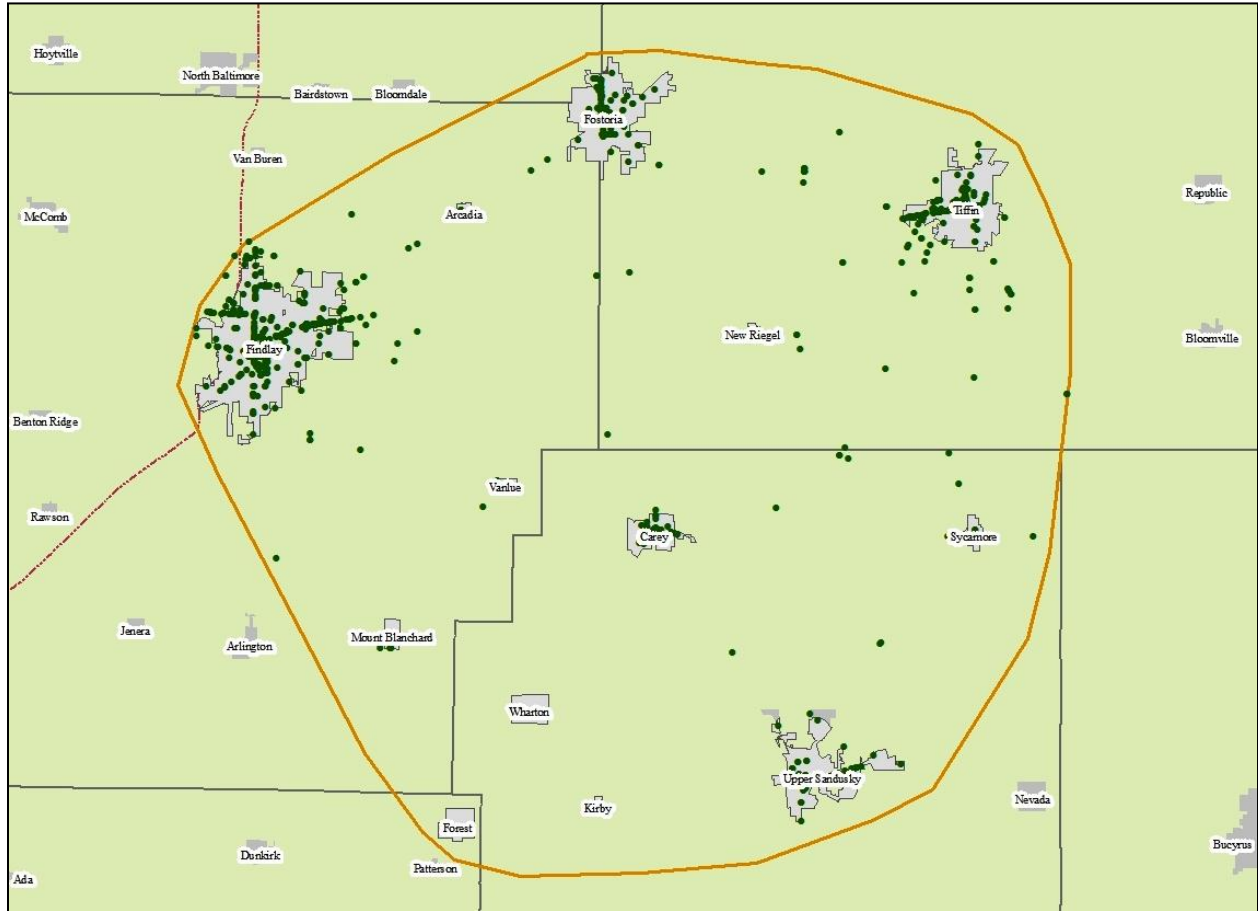 Hoytville
North Baltimore
Bairdstown
Bloomdale
Fostoria
Van Buren
McComb
Arcadia
Tiffin
Republic
New Riegel
Bloomville
Findlay
Benton Ridge
Vanlue
Rawson
Carey
Sycamore
Jenera
Arlington
Mount Blanchard
Wharton
Upper Sandusky
Kirby
Nevada
Forest
Dunkirk
Patterson
Bucyrus
Ada